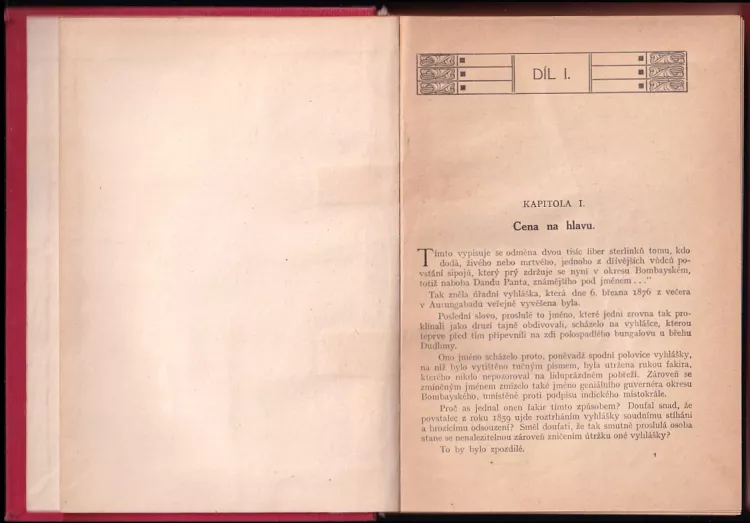 DÍL I.
KAPITOLA I.
Cena na hlavu.
Tímto vypisuje se odměna dvou tisíc liber sterlinků tomu, kdo
dodá, živého nebo mrtvého, jednoho z dřívějších vůdců po-
vstání sipojů, který prý zdržuje se nyní v okresu Bombayském,
totiž naboba Dandu Panta, známějšího pod jménem . . ."
Tak zněla úřadní vyhláška, která dne 6. března 1876 z večera
v Aurungabadu veřejně vyvěšena byla.
Poslední slovo, proslulé to jméno, které jedni zrovna tak pro-
klínali jako druzí tajně obdivovali, scházelo na vyhlášce, kterou
teprve před tím připevnili na zdi polospadlého bungalovu u břehu
Dudhmy.
Ono jméno scházelo proto, poněvadž spodní polovice vyhlášky,
na níž bylo vytištěno tučným písmem, byla utržena rukou fakira,
kterého nikdo nepozoroval na liduprázdném pobřeží. Zároveň se
zmíněným jménem zmizelo také jméno geniálního guvernéra okresu
Bombayského, umístěné proti podpisu indického místokrále.
Proč as jednal onen fakir tímto způsobem? Doufal snad, že
povstalec z roku 1859 ujde roztrháním vyhlášky soudnímu stíhání
a hrozícímu odsouzení? Směl doufati, že tak smutně proslulá osoba
stane se nenalezitelnou zároveň zničením útržku oné vyhlášky?
To by bylo zpozdilé.
1